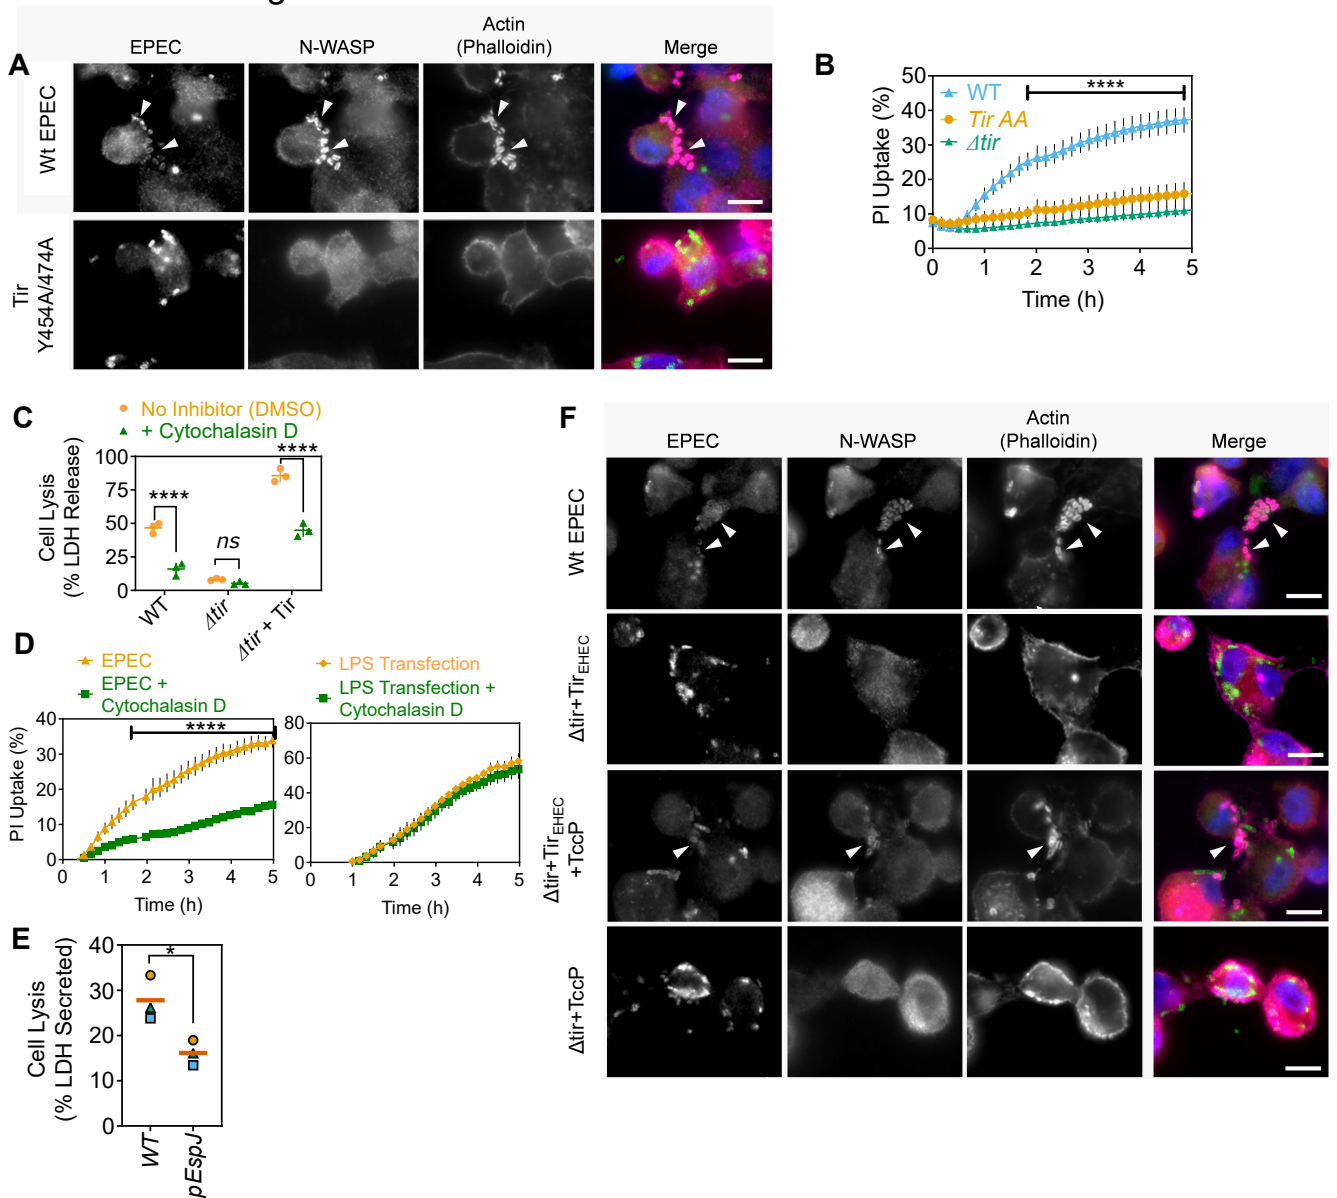 A
EPEC
N-WASP
Actin
(Phalloidin)
Merge
Wt EPEC
Tir
Y454A/474A
B
PI Uptake (%)
50
40
30
20
10
0
WT
Tir AA
Δtir
****
0 1 2 3 4 5
Time (h)
C
No Inhibitor (DMSO)
+ Cytochalasin D
Cell Lysis
(% LDH Release)
100
75
50
25
0
****
ns
****
WT
Δtir
Δtir + Tir
D
EPEC
EPEC +
Cytochalasin D
LPS Transfection
LPS Transfection +
Cytochalasin D
PI Uptake (%)
40
30
20
10
0
****
0 1 2 3 4 5
Time (h)
80
60
40
20
0
0 1 2 3 4 5
Time (h)
E
Cell Lysis
(% LDH Secreted)
40
30
20
10
0
*
WT
pEspJ
F
EPEC
N-WASP
Actin
(Phalloidin)
Merge
Wt EPEC
Δtir+TirEHEC
Δtir+TirEHEC
+TccP
Δtir+TccP